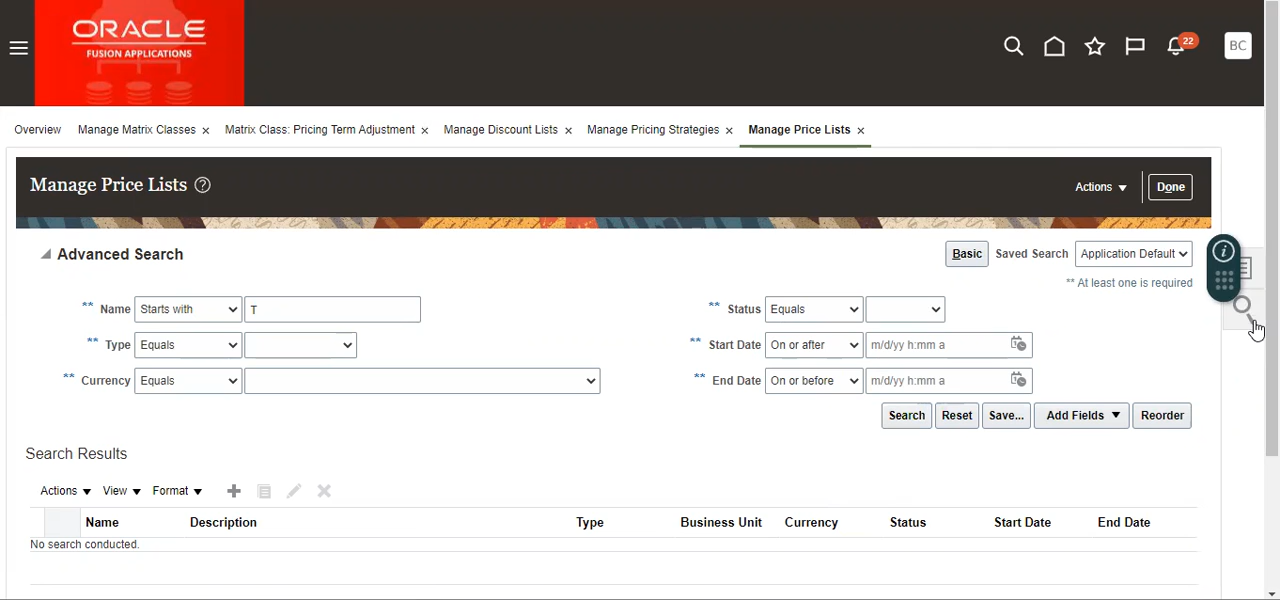 ORACLE
FUSION APPLICATIONS
22
BC
Overview Manage Matrix Classes × Matrix Class: Pricing Term Adjustment × Manage Discount Lists × Manage Pricing Strategies × Manage Price Lists ×
Manage Price Lists ?
Actions Done
Advanced Search
Basic Saved Search Application Default
** At least one is required
** Name Starts with T
** Status Equals
** Type Equals
** Start Date On or after m/d/yy h:mm a
** Currency Equals
** End Date On or before m/d/yy h:mm a
Search Reset Save... Add Fields Reorder
Search Results
Actions View Format
Name Description Type Business Unit Currency Status Start Date End Date
No search conducted.